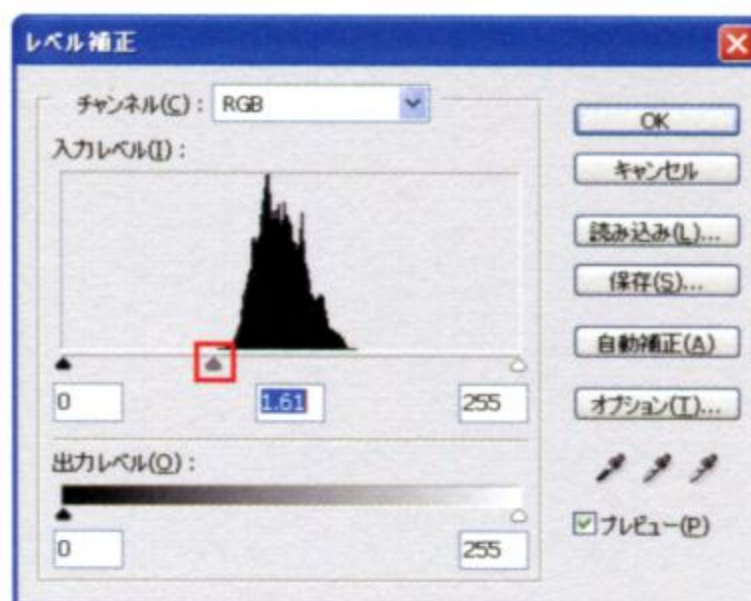 レベル補正
チャンネル(C): RGB
入力レベル(I):
0 1.61 255
出力レベル(O):
0 255
OK
キャンセル
読み込み(L)...
保存(S)...
自動補正(A)
オプション(T)...
プレビュー(P)